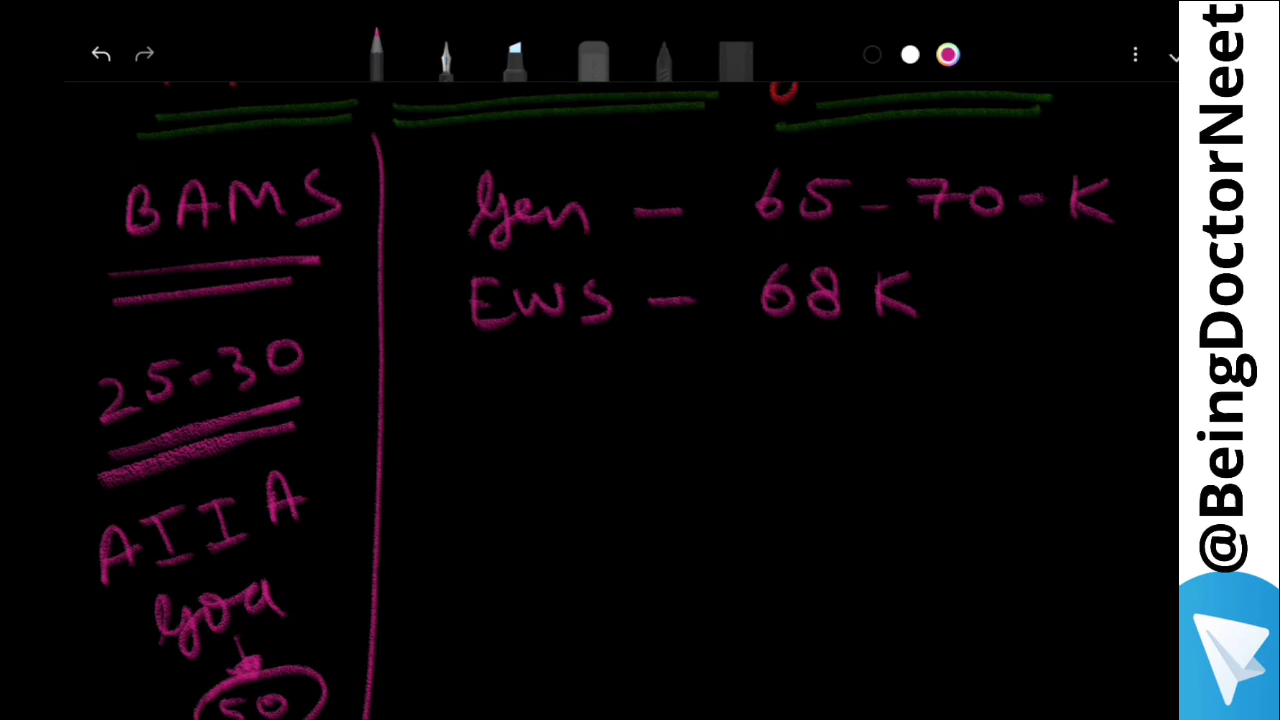 BAMS
25-30
AIIA
Goa
50
Gen - 65-70-K
EWS - 68 K
@BeingDoctorNeet